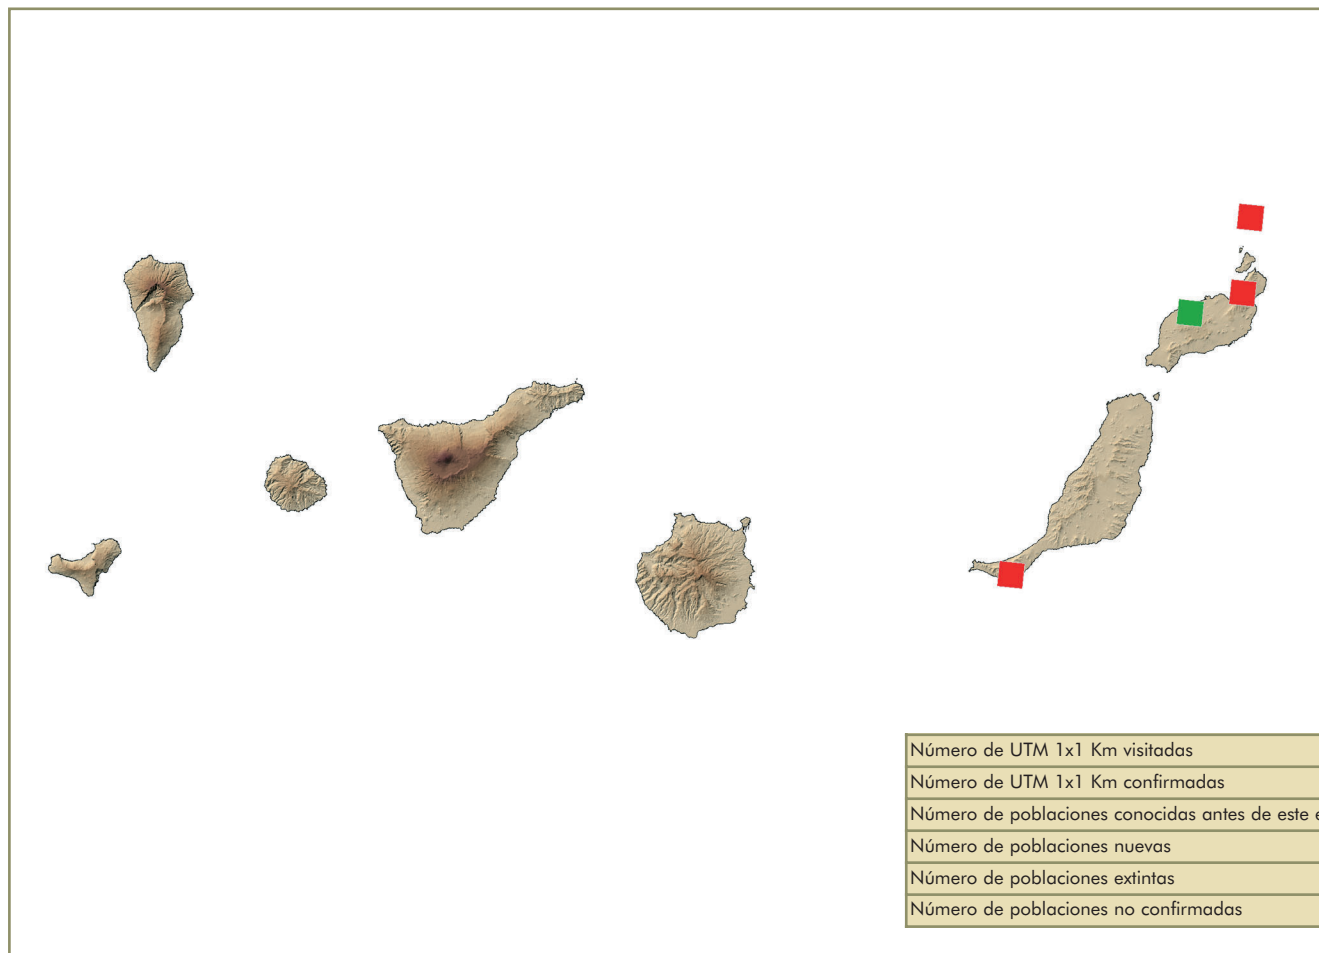 Número de UTM 1x1 Km visitadas
Número de UTM 1x1 Km confirmadas
Número de poblaciones conocidas antes de este e
Número de poblaciones nuevas
Número de poblaciones extintas
Número de poblaciones no confirmadas